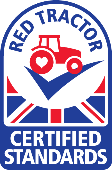 RED TRACTOR
CERTIFIED
STANDARDS